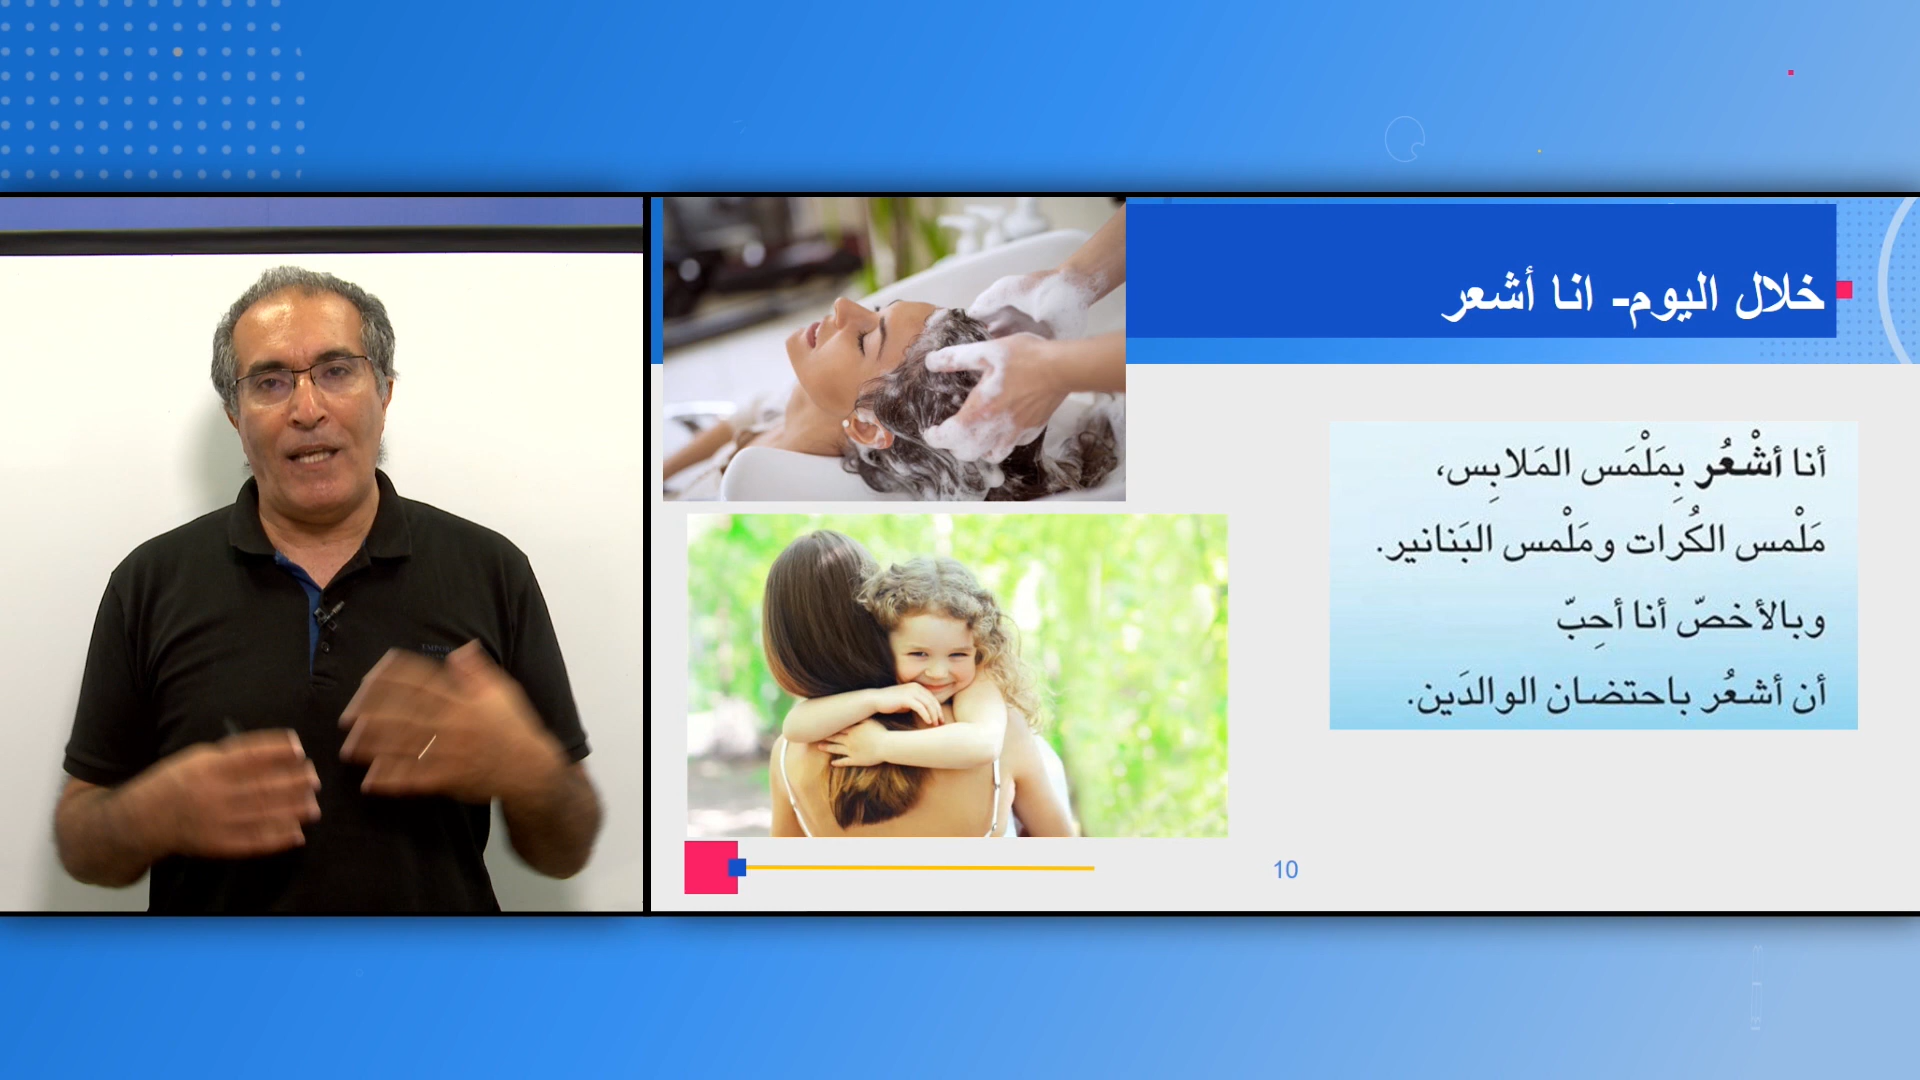 خلال اليوم- انا أشعر
أنا أشْعُر بِمَلْمَس المَلابِس،
مَلْمس الكُرات ومَلْمس البَنانير.
وبالأخصّ أنا أحِبّ
أن أشعُر باحتضان الوالدَين.
10